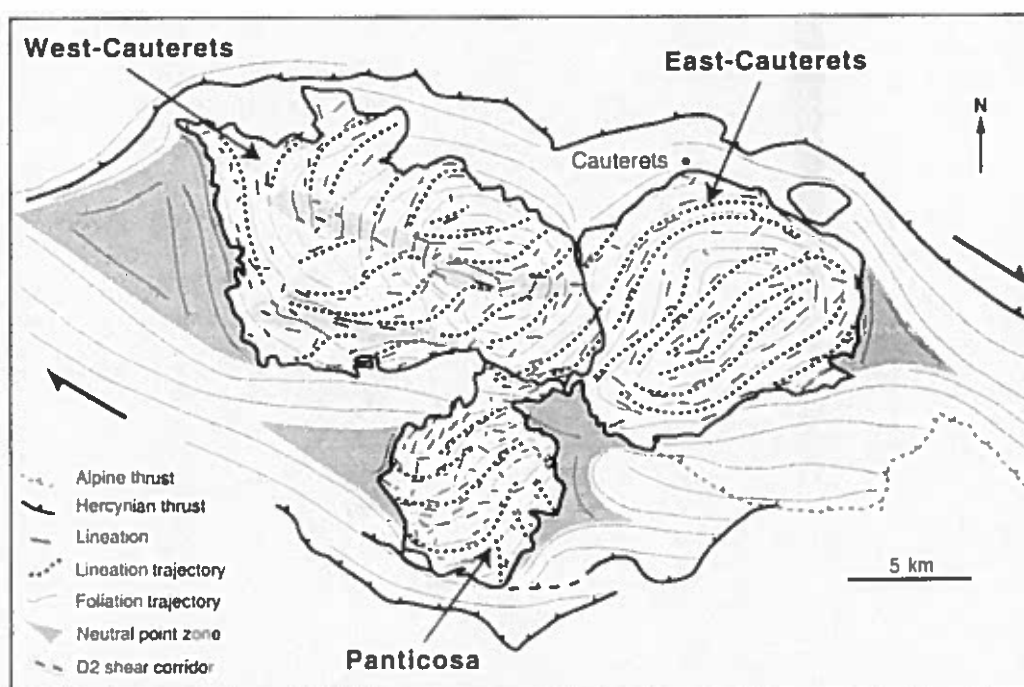 West-Cauterets
East-Cauterets
N
Cauterets
Alpine thrust
Hercynian thrust
Lineation
Lineation trajectory
Foliation trajectory
Neutral point zone
D2 shear corridor
5 km
Panticosa